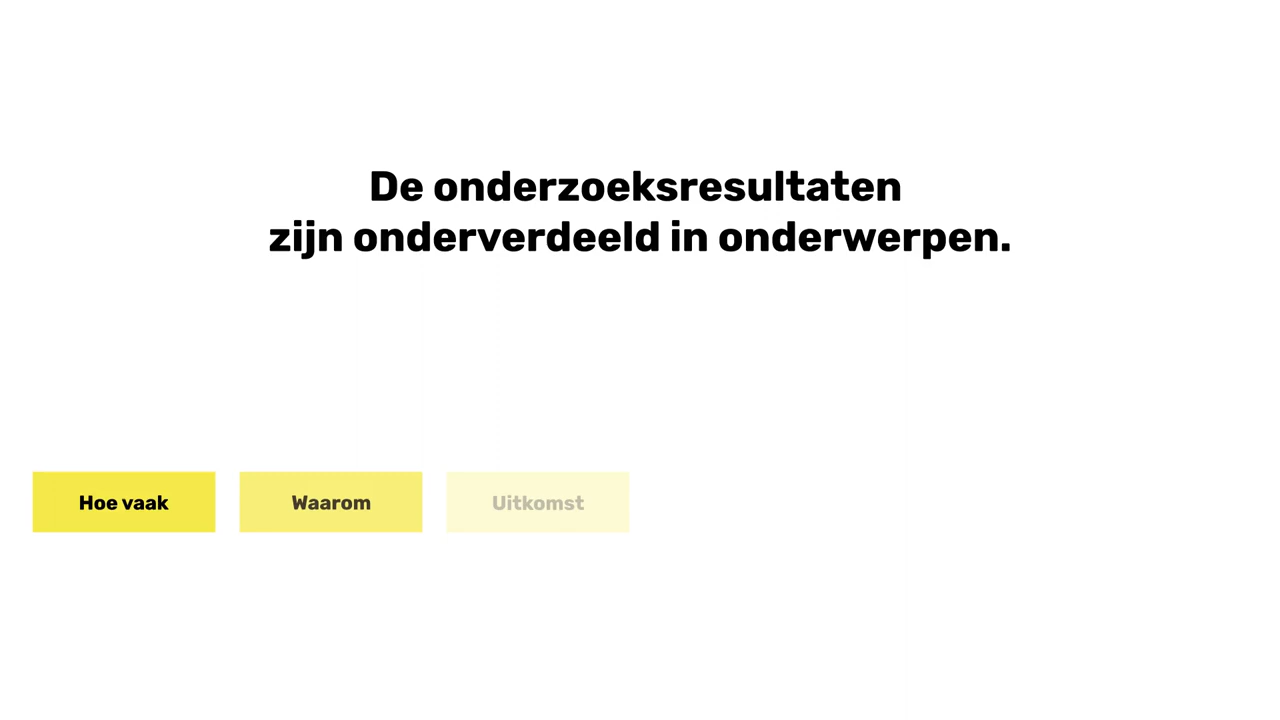 De onderzoeksresultaten
zijn onderverdeeld in onderwerpen.
Hoe vaak
Waarom
Uitkomst